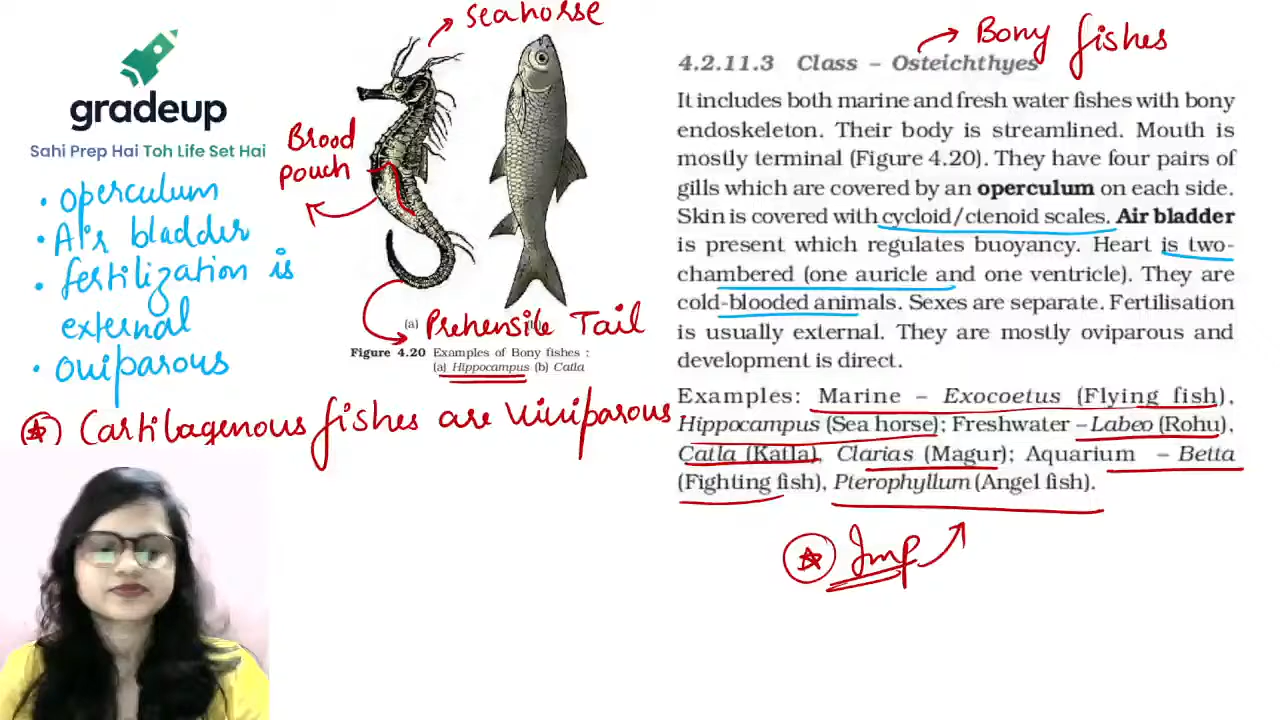 gradeup
Sahi Prep Hai Toh Life Set Hai
• operculum
• Air bladder
• fertilization is
external
• oviparous
Cartilagenous fishes are viviparous
seahorse
Brood
pouch
Prehensile Tail
(a)
Figure 4.20 Examples of Bony fishes :
(a) Hippocampus (b) Catla
Bony fishes
4.2.11.3 Class – Osteichthyes
It includes both marine and fresh water fishes with bony
endoskeleton. Their body is streamlined. Mouth is
mostly terminal (Figure 4.20). They have four pairs of
gills which are covered by an operculum on each side.
Skin is covered with cycloid/ctenoid scales. Air bladder
is present which regulates buoyancy. Heart is two-
chambered (one auricle and one ventricle). They are
cold-blooded animals. Sexes are separate. Fertilisation
is usually external. They are mostly oviparous and
development is direct.
Examples: Marine – Exocoetus (Flying fish),
Hippocampus (Sea horse); Freshwater – Labeo (Rohu),
Catla (Katla), Clarias (Magur); Aquarium – Betta
(Fighting fish), Pterophyllum (Angel fish).
Imp